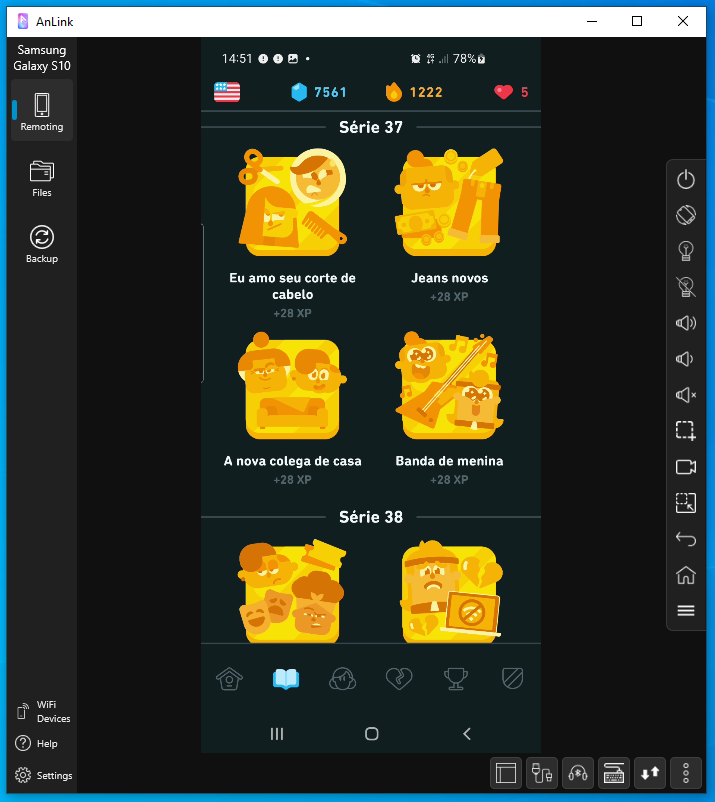 AnLink
Samsung
Galaxy S10
Remoting
Files
Backup
WiFi
Devices
Help
Settings
14:51
78%
7561
1222
5
Série 37
Eu amo seu corte de
cabelo
+28 XP
Jeans novos
+28 XP
A nova colega de casa
+28 XP
Banda de menina
+28 XP
Série 38